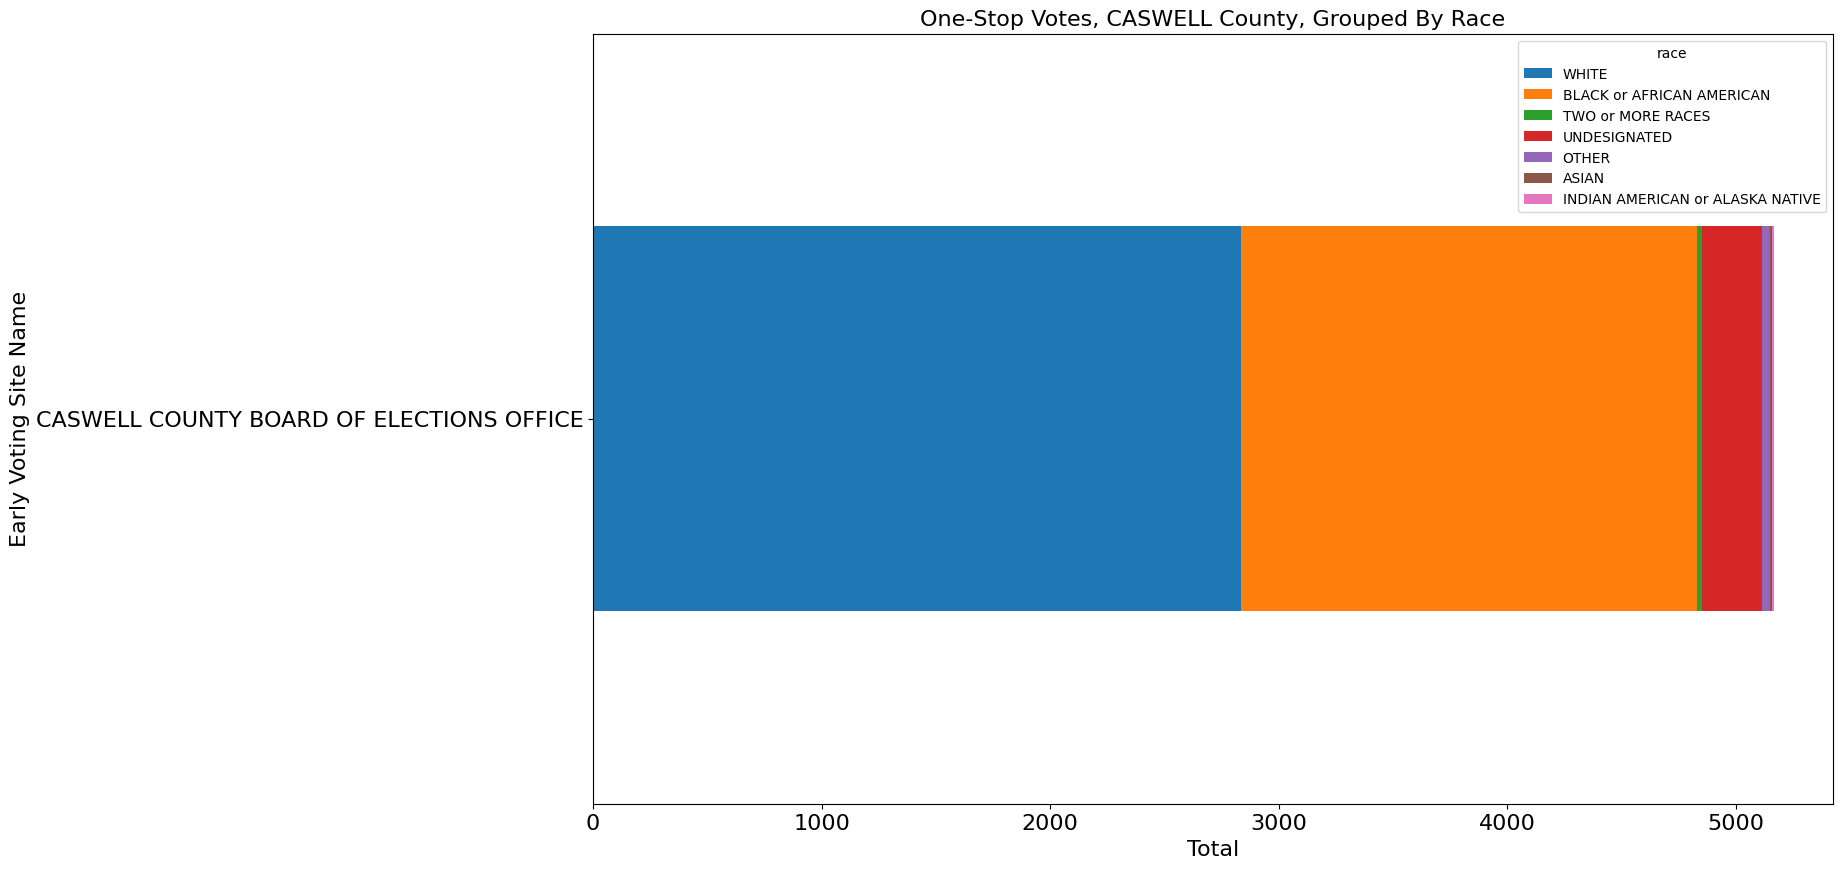 One-Stop Votes, CASWELL County, Grouped By Race
race
WHITE
BLACK or AFRICAN AMERICAN
TWO or MORE RACES
UNDESIGNATED
OTHER
ASIAN
INDIAN AMERICAN or ALASKA NATIVE
Early Voting Site Name
CASWELL COUNTY BOARD OF ELECTIONS OFFICE
0 1000 2000 3000 4000 5000
Total